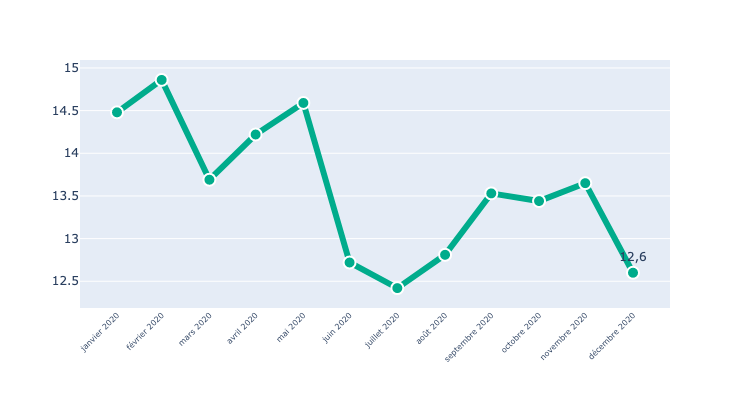 15
14.5
14
13.5
13
12.5
12,6
janvier 2020
février 2020
mars 2020
avril 2020
mai 2020
juin 2020
juillet 2020
août 2020
septembre 2020
octobre 2020
novembre 2020
décembre 2020